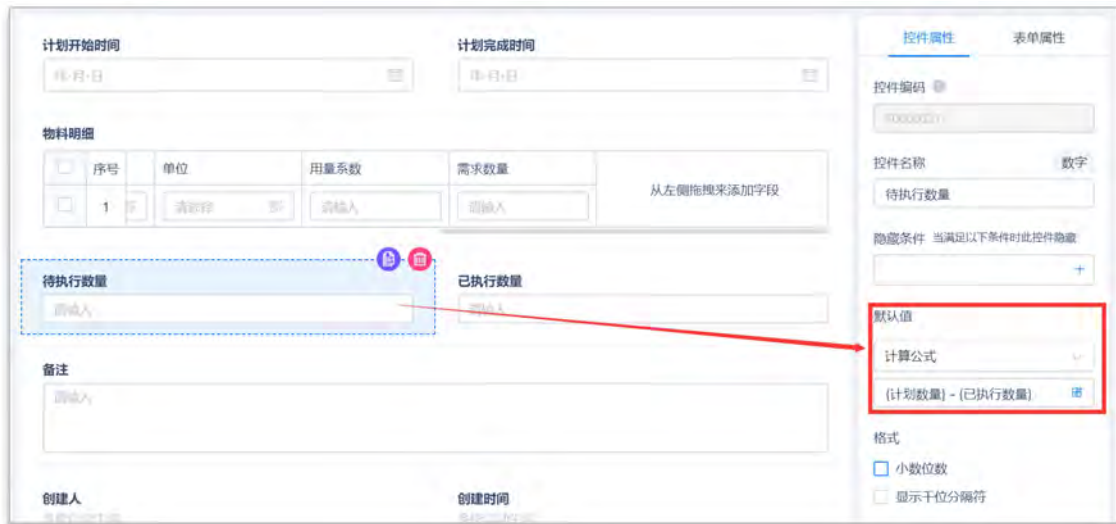 计划开始时间
计划完成时间
年-月-日
年-月-日
物料明细
序号
单位
用量系数
需求数量
从左侧拖拽来添加字段
1
请输入
请输入
待执行数量
已执行数量
请输入
请输入
备注
请输入
创建人
创建时间
控件属性
表单属性
控件编码
控件名称
数字
待执行数量
隐藏条件 当满足以下条件时此控件隐藏
+
默认值
计算公式
{计划数量} - {已执行数量}
格式
小数位数
显示千位分隔符